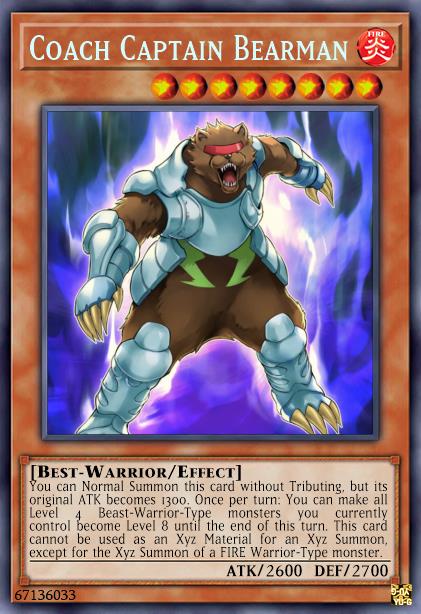 COACH CAPTAIN BEARMAN
FIRE
炎
[BEST-WARRIOR/EFFECT]
You can Normal Summon this card without Tributing, but its
original ATK becomes 1300. Once per turn: You can make all
Level 4 Beast-Warrior-Type monsters you currently
control become Level 8 until the end of this turn. This card
cannot be used as an Xyz Material for an Xyz Summon,
except for the Xyz Summon of a FIRE Warrior-Type monster.
ATK/2600 DEF/2700
67136033